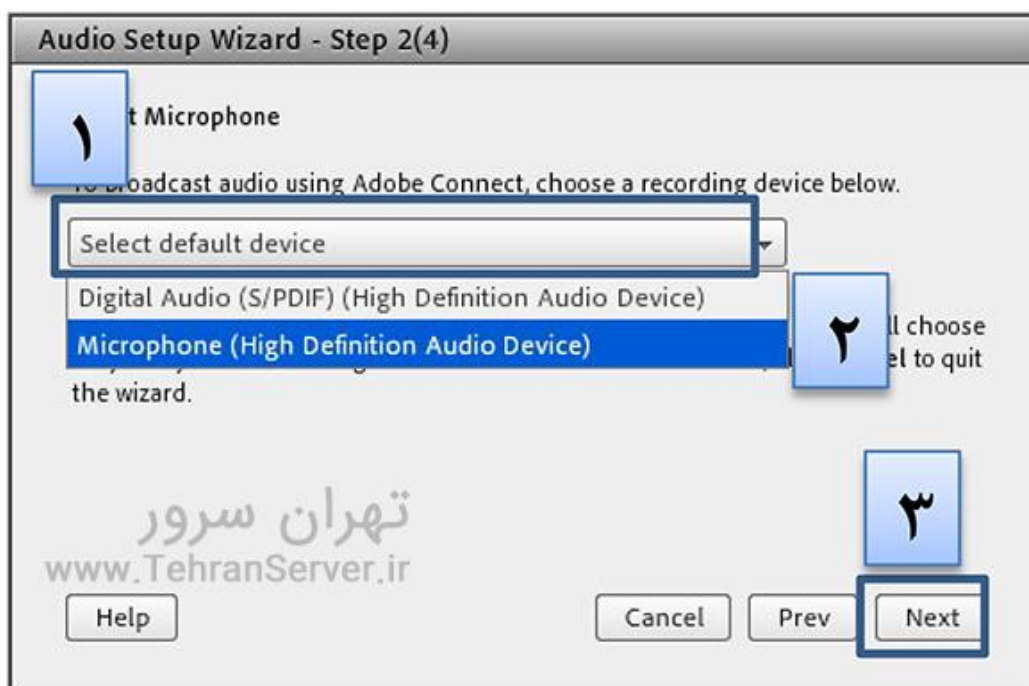 Audio Setup Wizard - Step 2(4)
۱
t Microphone
broadcast audio using Adobe Connect, choose a recording device below.
Select default device
Digital Audio (S/PDIF) (High Definition Audio Device)
Microphone (High Definition Audio Device)
۲
ll choose
el to quit
the wizard.
۳
تهران سرور
www.TehranServer.ir
Help
Cancel
Prev
Next